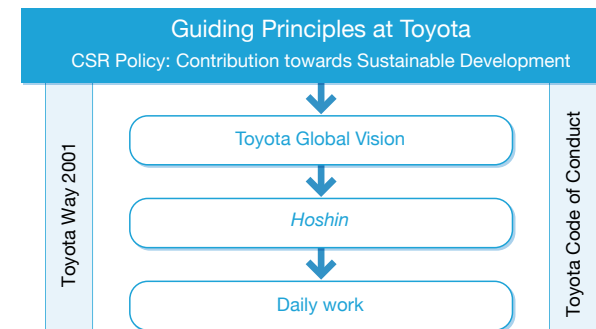 Guiding Principles at Toyota
CSR Policy: Contribution towards Sustainable Development
Toyota Way 2001
Toyota Global Vision
Hoshin
Daily work
Toyota Code of Conduct